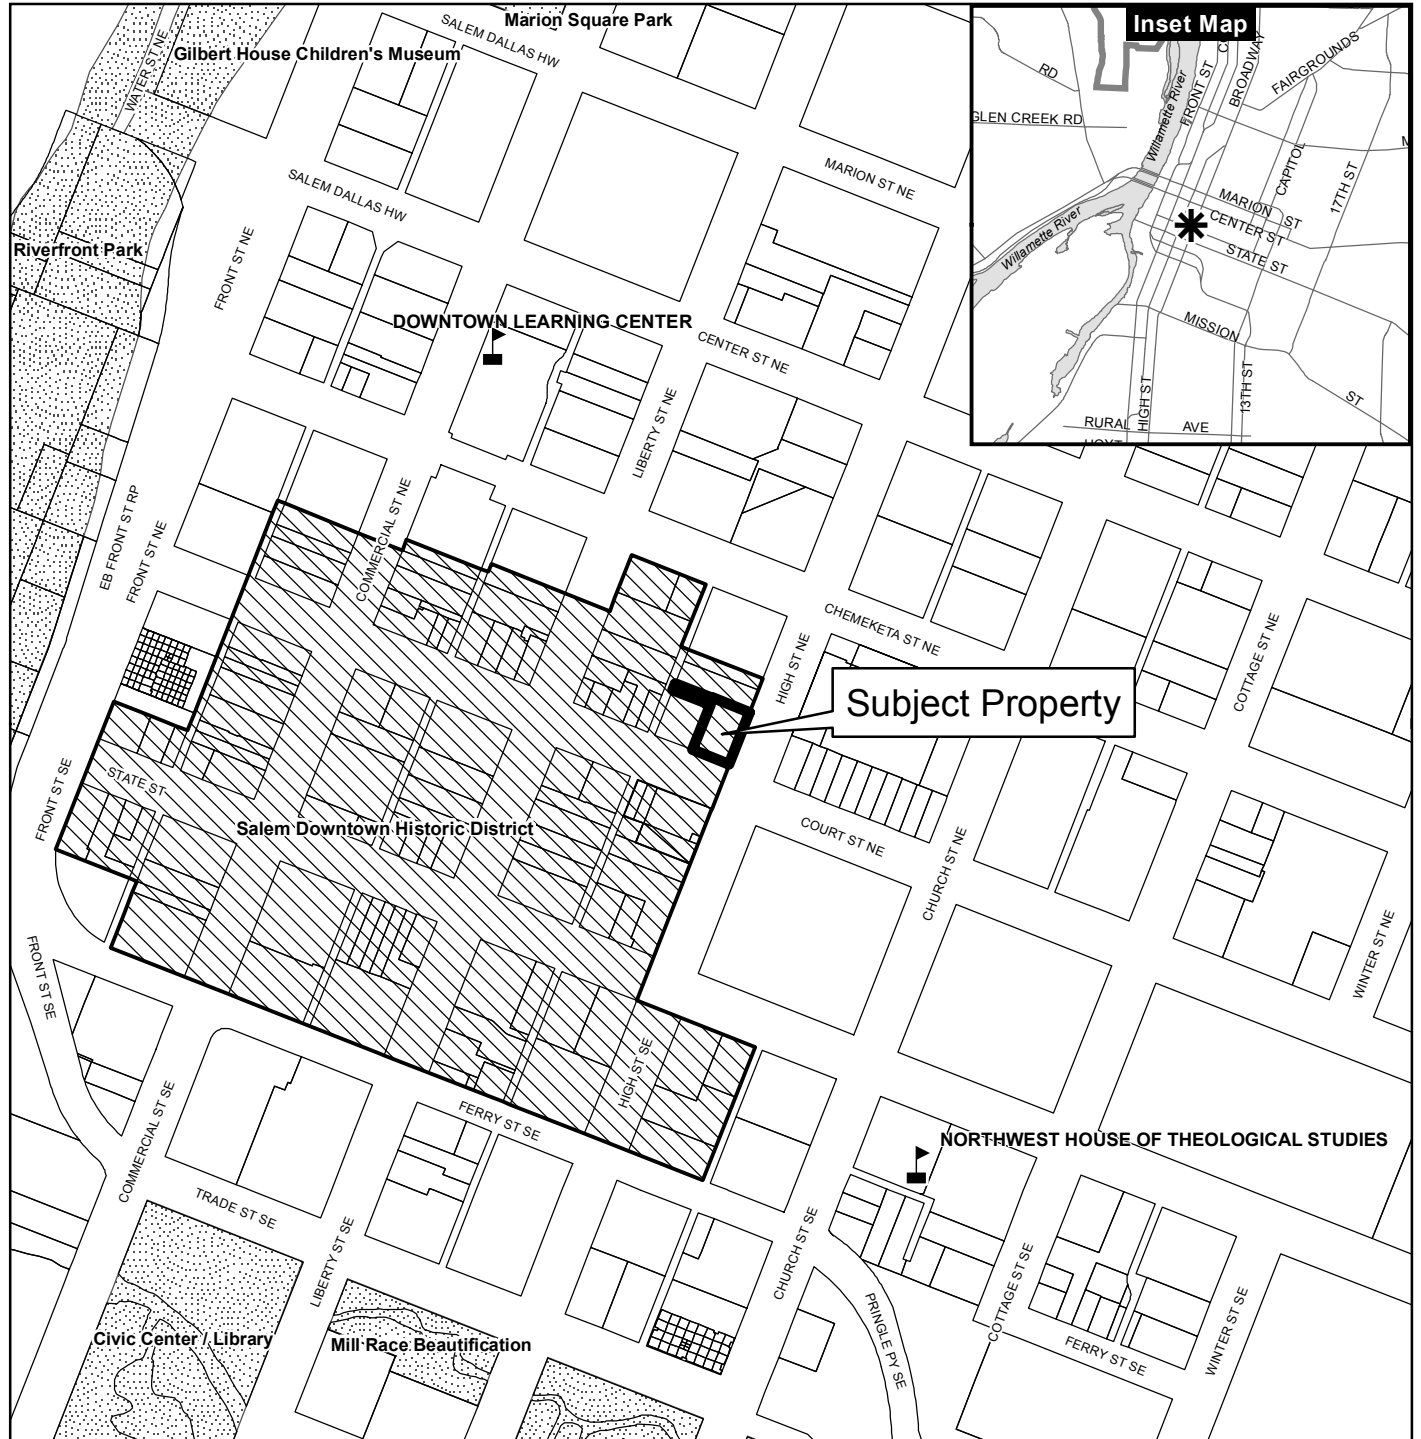 Marion Square Park
SALEM DALLAS HW
Gilbert House Children's Museum
WATER ST NE
Inset Map
RD
GLEN CREEK RD
Willamette River
FRONT ST
BROADWAY
FAIRGROUNDS
CAPITOL
17TH ST
MARION ST
CENTER ST
STATE ST
Willamette River
MISSION
ST
HIGH ST
13TH ST
RURAL AVE
MARION ST NE
SALEM DALLAS HW
Riverfront Park
FRONT ST NE
DOWNTOWN LEARNING CENTER
CENTER ST NE
LIBERTY ST NE
COMMERCIAL ST NE
EB FRONT ST RP
FRONT ST NE
CHEMEKETA ST NE
HIGH ST NE
COTTAGE ST NE
Subject Property
STATE ST
FRONT ST SE
Salem Downtown Historic District
COURT ST NE
CHURCH ST NE
WINTER ST NE
FRONT ST SE
HIGH ST SE
FERRY ST SE
COMMERCIAL ST SE
NORTHWEST HOUSE OF THEOLOGICAL STUDIES
TRADE ST SE
LIBERTY ST SE
CHURCH ST SE
COTTAGE ST SE
PRINGLE PY SE
WINTER ST SE
FERRY ST SE
Civic Center / Library
Mill Race Beautification